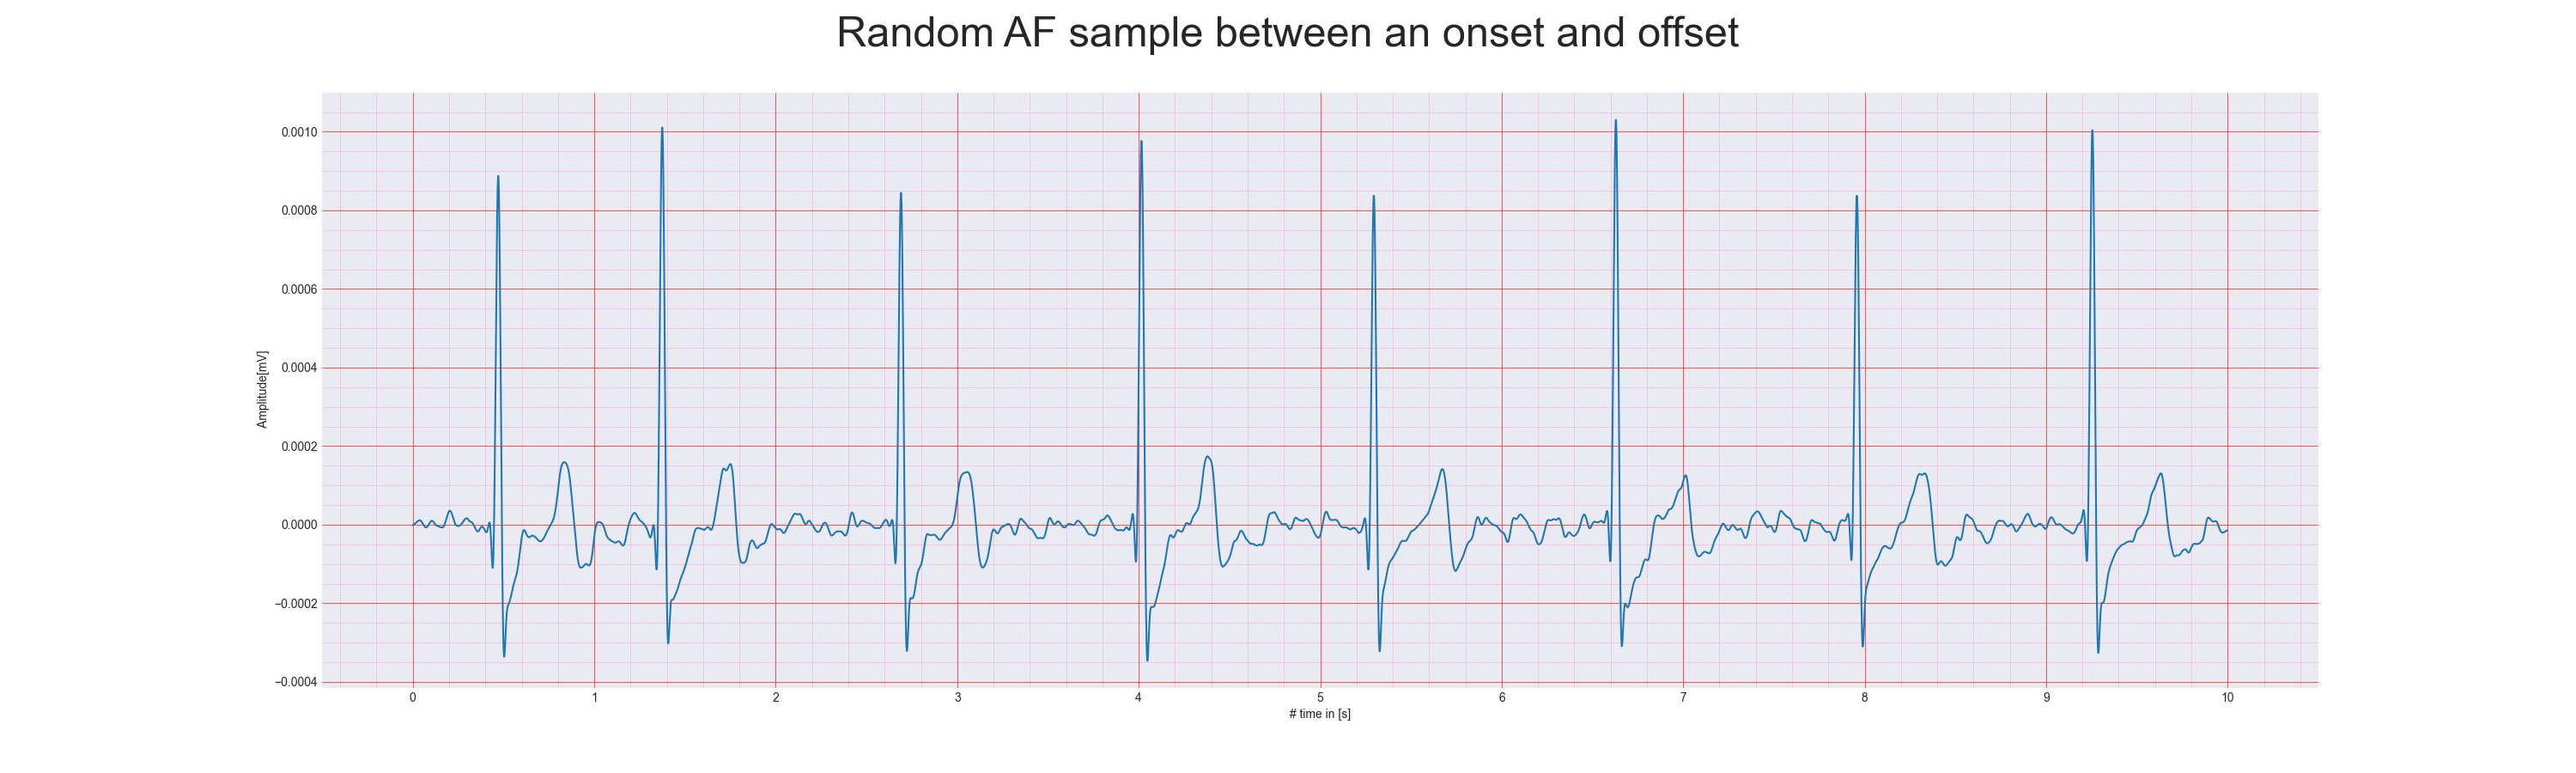 Random AF sample between an onset and offset
0.0010
0.0008
0.0006
0.0004
0.0002
0.0000
−0.0002
−0.0004
Amplitude[mV]
0 1 2 3 4 5 6 7 8 9 10
# time in [s]